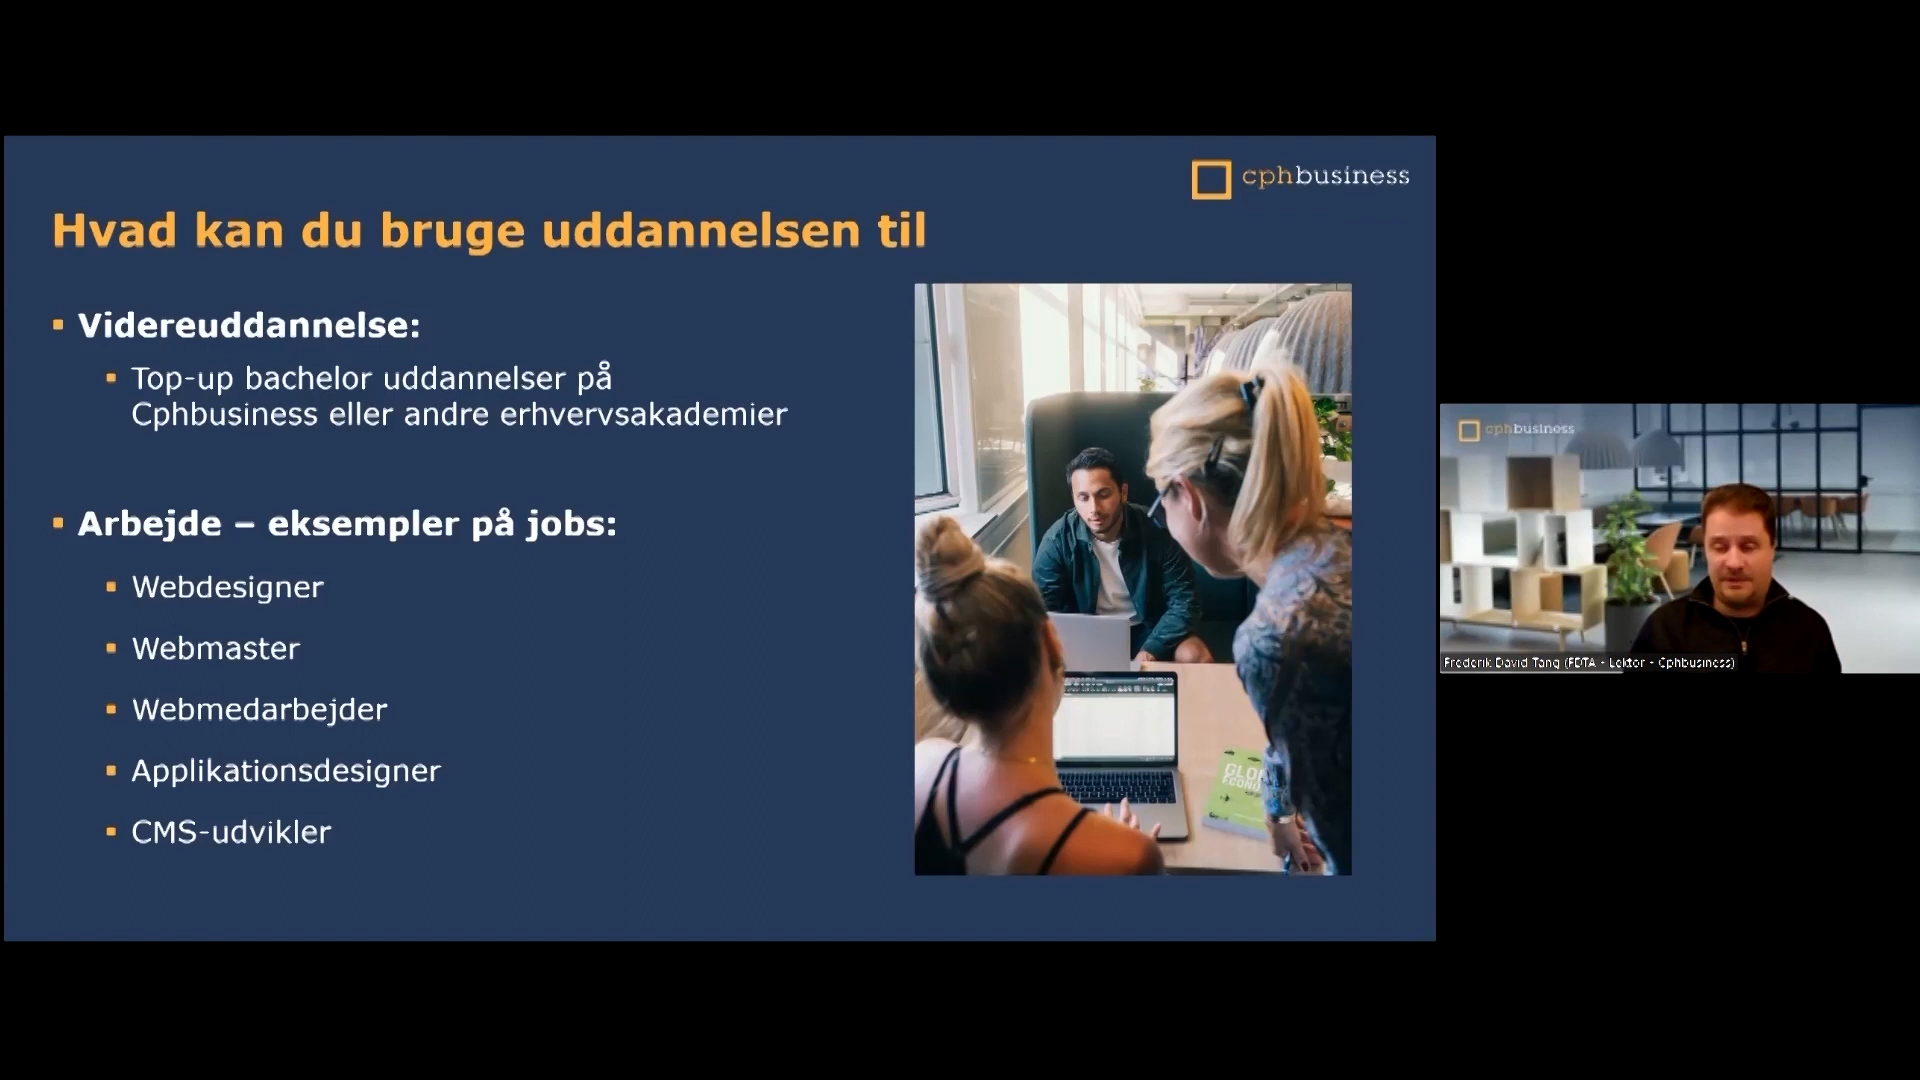 cphbusiness
Hvad kan du bruge uddannelsen til
Videreuddannelse:
Top-up bachelor uddannelser på
Cphbusiness eller andre erhvervsakademier
Arbejde – eksempler på jobs:
Webdesigner
Webmaster
Webmedarbejder
Applikationsdesigner
CMS-udvikler
cphbusiness
Frederik David Tang (FDTA - Lektor - Cphbusiness)